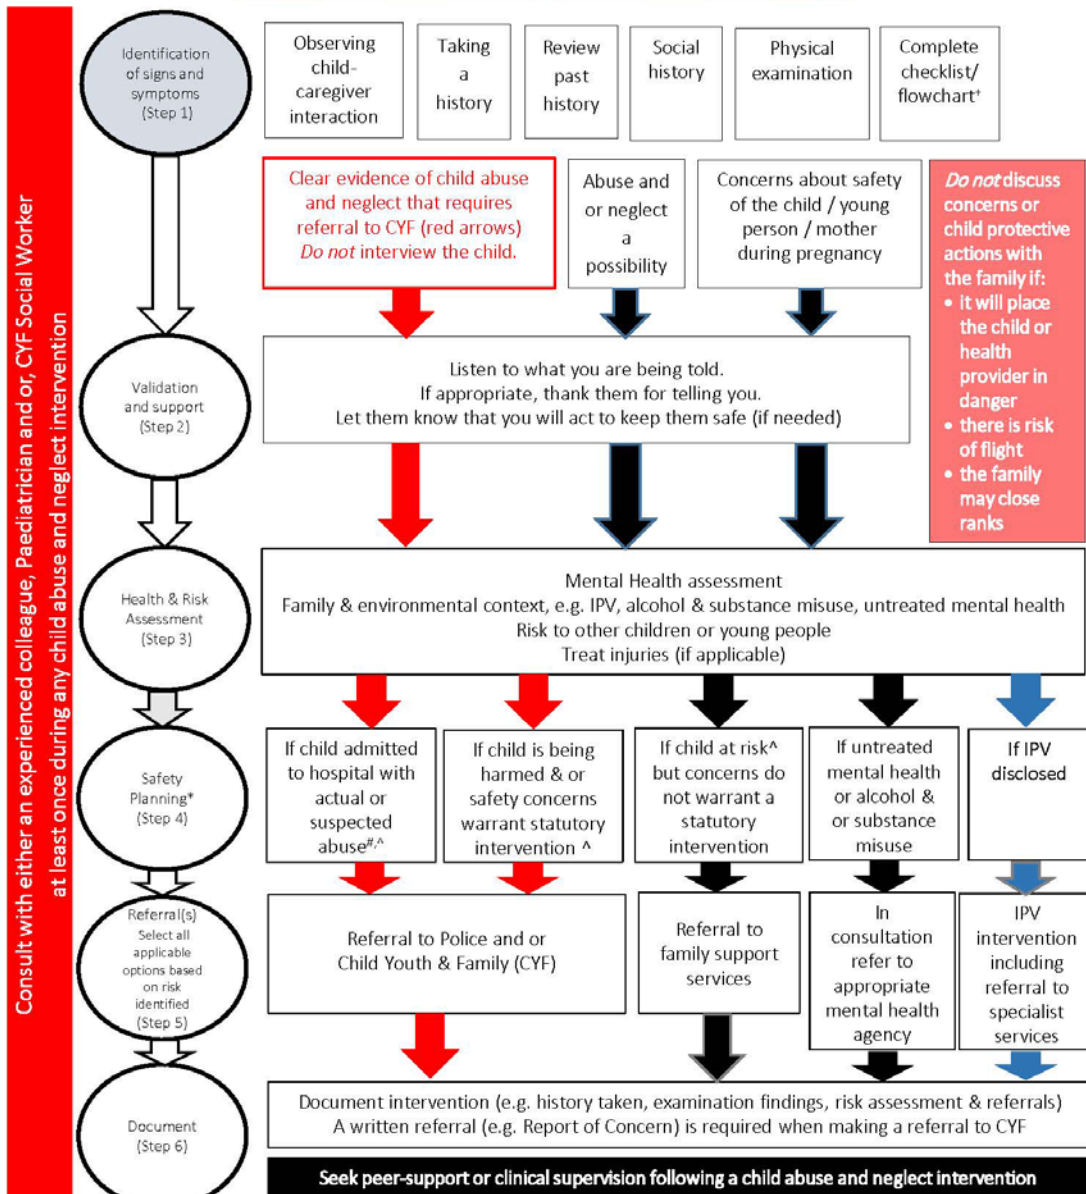 Consult with either an experienced colleague, Paediatrician and or, CYF Social Worker
at least once during any child abuse and neglect intervention
Identification
of signs and
symptoms
(Step 1)
Observing
child-
caregiver
interaction
Taking
a
history
Review
past
history
Social
history
Physical
examination
Complete
checklist/
flowchart⁺
Clear evidence of child abuse
and neglect that requires
referral to CYF (red arrows)
Do not interview the child.
Abuse and
or neglect
a
possibility
Concerns about safety
of the child / young
person / mother
during pregnancy
Do not discuss
concerns or
child protective
actions with
the family if:
• it will place
the child or
health
provider in
danger
• there is risk
of flight
• the family
may close
ranks
Validation
and support
(Step 2)
Listen to what you are being told.
If appropriate, thank them for telling you.
Let them know that you will act to keep them safe (if needed)
Health & Risk
Assessment
(Step 3)
Mental Health assessment
Family & environmental context, e.g. IPV, alcohol & substance misuse, untreated mental health
Risk to other children or young people
Treat injuries (if applicable)
Safety
Planning*
(Step 4)
If child admitted
to hospital with
actual or
suspected
abuse#,^
If child is being
harmed & or
safety concerns
warrant statutory
intervention ^
If child at risk^
but concerns do
not warrant a
statutory
intervention
If untreated
mental health
or alcohol &
or substance
misuse
If IPV
disclosed
Referral(s)
Select all
applicable
options based
on risk
identified
(Step 5)
Referral to Police and or
Child Youth & Family (CYF)
Referral to
family support
services
In
consultation
refer to
appropriate
mental health
agency
IPV
intervention
including
referral to
specialist
services
Document
(Step 6)
Document intervention (e.g. history taken, examination findings, risk assessment & referrals)
A written referral (e.g. Report of Concern) is required when making a referral to CYF
Seek peer-support or clinical supervision following a child abuse and neglect intervention